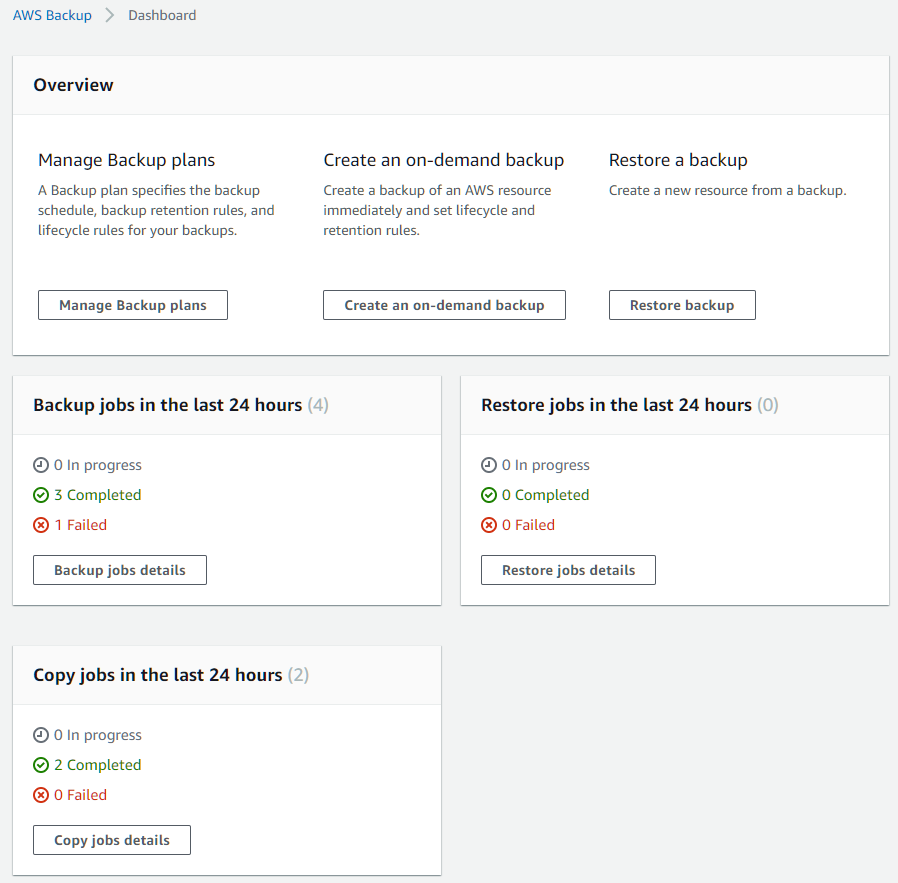 AWS Backup > Dashboard
Overview
Manage Backup plans
A Backup plan specifies the backup
schedule, backup retention rules, and
lifecycle rules for your backups.
Manage Backup plans
Create an on-demand backup
Create a backup of an AWS resource
immediately and set lifecycle and
retention rules.
Create an on-demand backup
Restore a backup
Create a new resource from a backup.
Restore backup
Backup jobs in the last 24 hours (4)
0 In progress
3 Completed
1 Failed
Backup jobs details
Restore jobs in the last 24 hours (0)
0 In progress
0 Completed
0 Failed
Restore jobs details
Copy jobs in the last 24 hours (2)
0 In progress
2 Completed
0 Failed
Copy jobs details